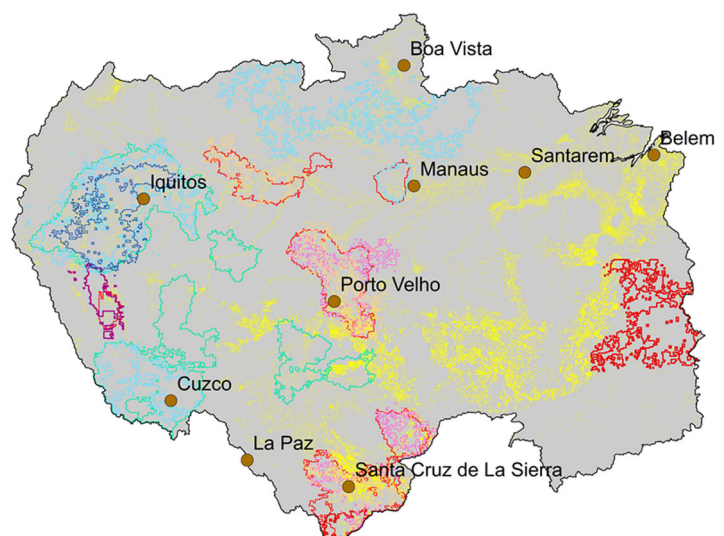 Boa Vista
Belem
Santarem
Manaus
Iquitos
Porto Velho
Cuzco
La Paz
Santa Cruz de La Sierra